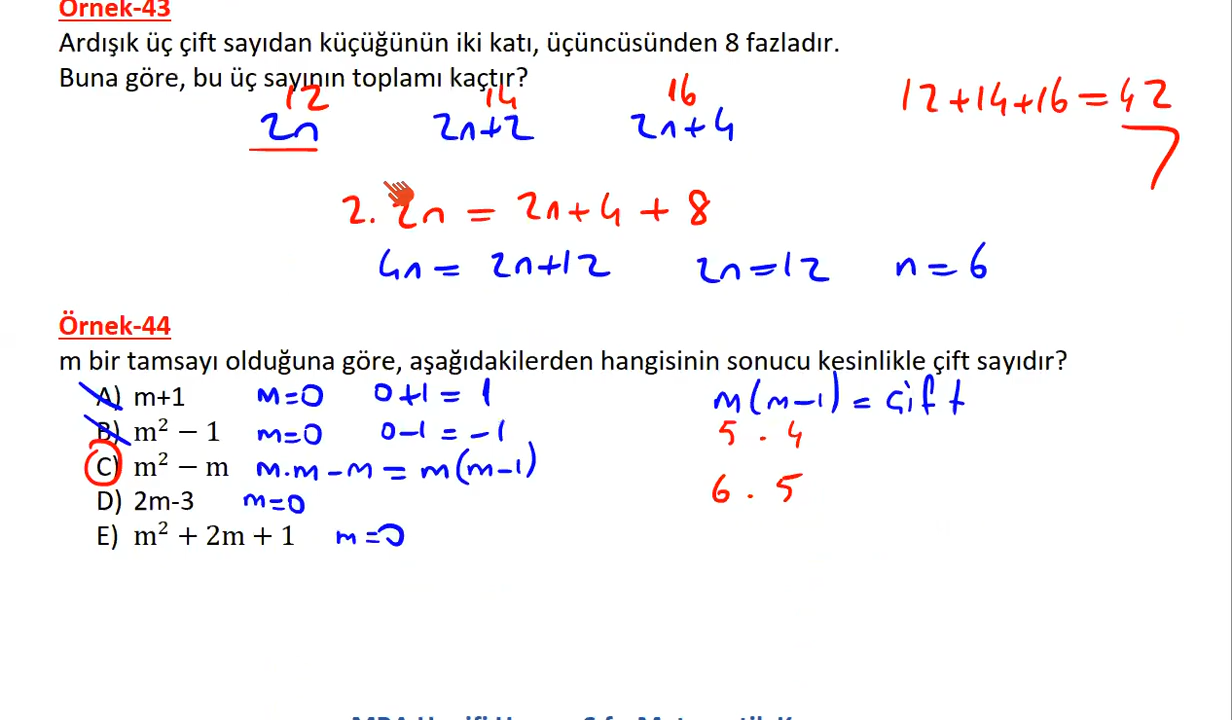 Örnek-43
Ardışık üç çift sayıdan küçüğünün iki katı, üçüncüsünden 8 fazladır.
Buna göre, bu üç sayının toplamı kaçtır?
12 14 16 12+14+16=42
2n 2n+2 2n+4
2. 2n = 2n+4 + 8
4n = 2n+12 2n=12 n=6
Örnek-44
m bir tamsayı olduğuna göre, aşağıdakilerden hangisinin sonucu kesinlikle çift sayıdır?
A) m+1 m=0 0+1 = 1 m(m-1) = çift
B) m² − 1 m=0 0-1 = -1 5 . 4
C) m² − m m.m-m = m(m-1) 6 . 5
D) 2m-3 m=0
E) m² + 2m + 1 m=0